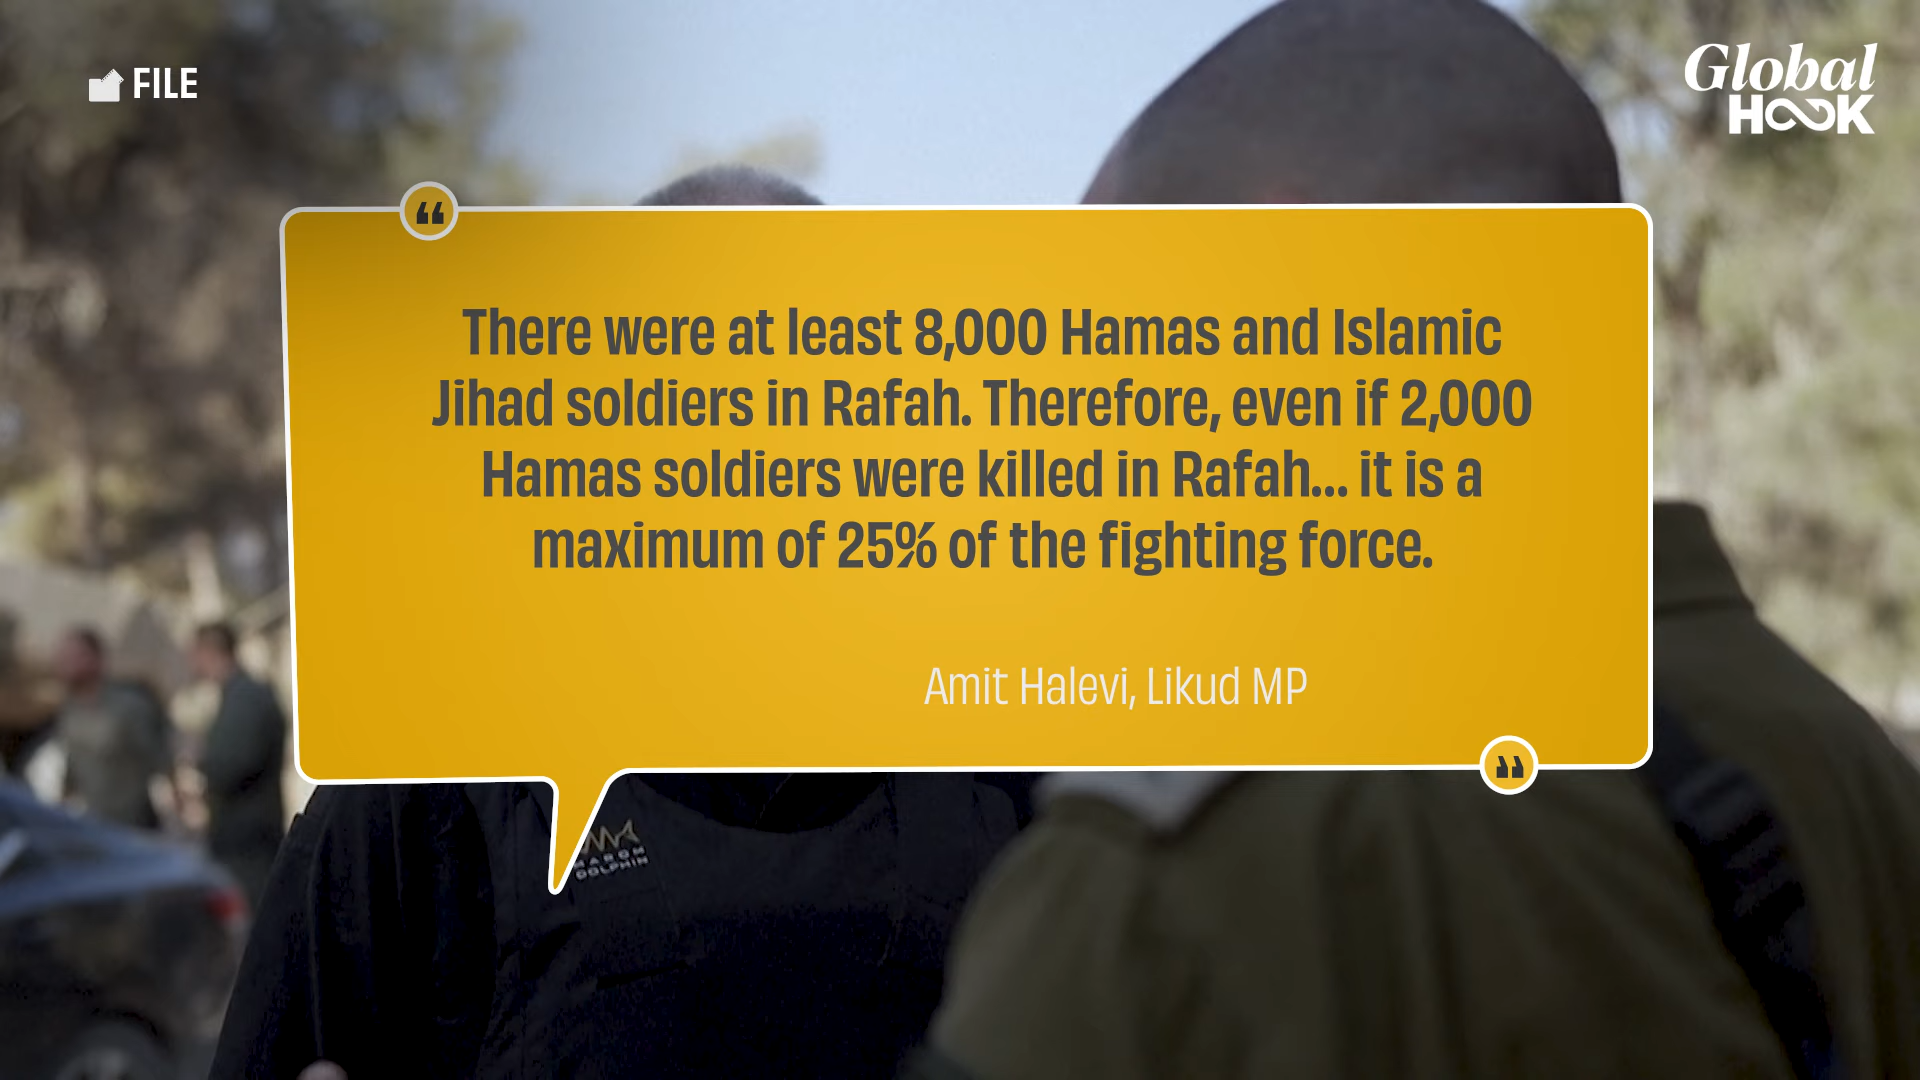 FILE
Global
HOOK
“
There were at least 8,000 Hamas and Islamic
Jihad soldiers in Rafah. Therefore, even if 2,000
Hamas soldiers were killed in Rafah... it is a
maximum of 25% of the fighting force.
Amit Halevi, Likud MP
”
MAROM
DOLPHIN